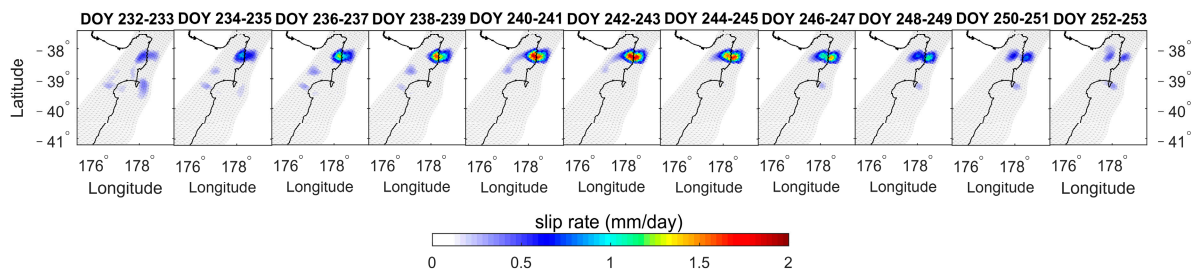 DOY 232-233 DOY 234-235 DOY 236-237 DOY 238-239 DOY 240-241 DOY 242-243 DOY 244-245 DOY 246-247 DOY 248-249 DOY 250-251 DOY 252-253
Latitude
- 38° - 38°
- 39° - 39°
- 40° - 40°
- 41° - 41°
176° 178° 176° 178° 176° 178° 176° 178° 176° 178° 176° 178° 176° 178° 176° 178° 176° 178° 176° 178° 176° 178°
Longitude Longitude Longitude Longitude Longitude Longitude Longitude Longitude Longitude Longitude Longitude
slip rate (mm/day)
0 0.5 1 1.5 2